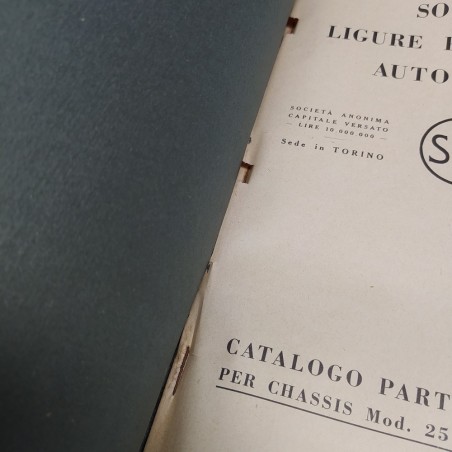 SO
LIGURE
AUTO
SOCIETÀ ANONIMA
CAPITALE VERSATO
LIRE 10.000.000
Sede in TORINO
S
CATALOGO PART
PER CHASSIS Mod. 25